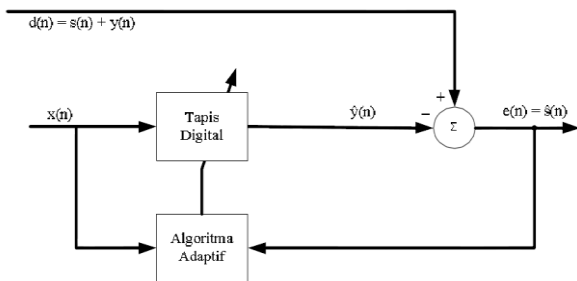 d(n) = s(n) + y(n)
x(n)
Tapis
Digital
ŷ(n)
+
−
Σ
e(n) = ŝ(n)
Algoritma
Adaptif